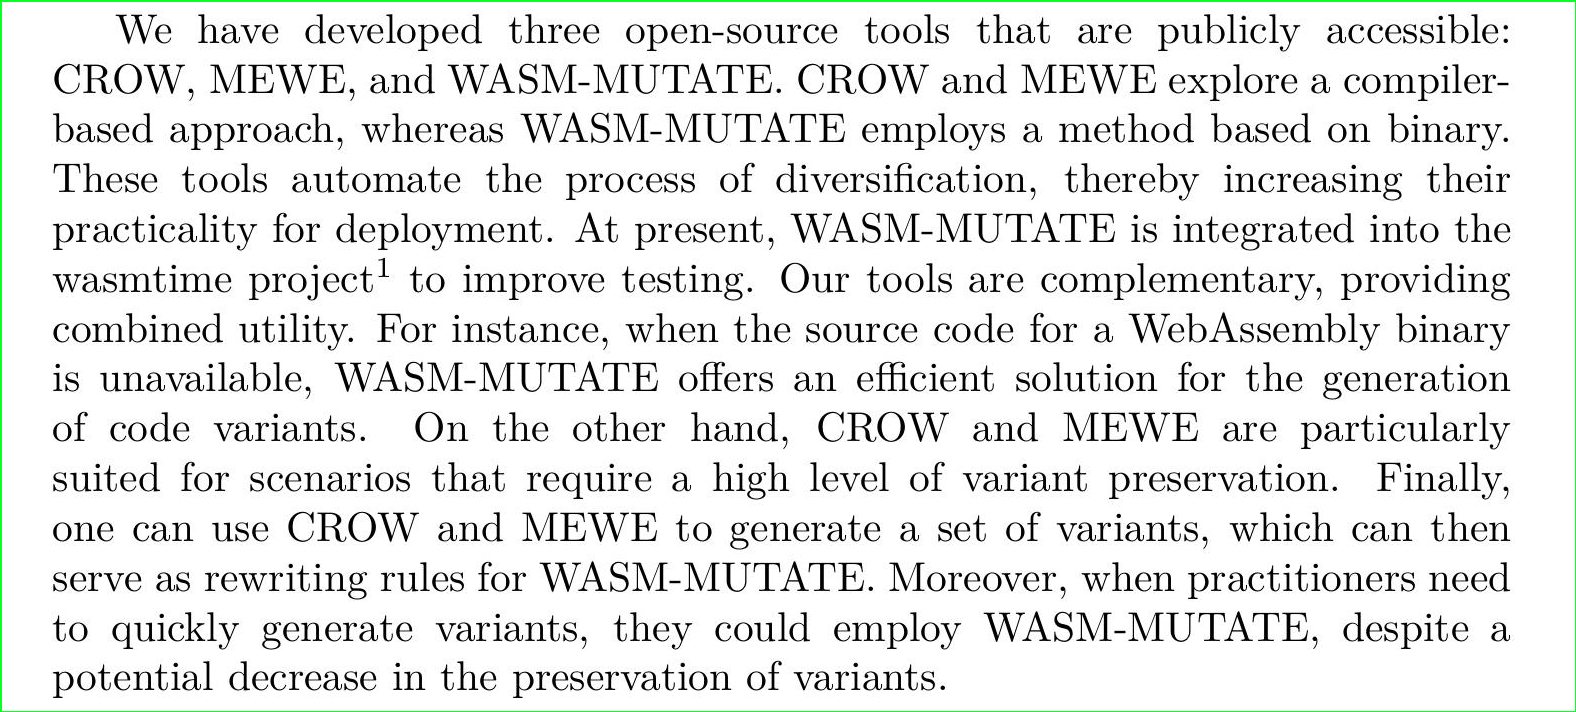 We have developed three open-source tools that are publicly accessible:
CROW, MEWE, and WASM-MUTATE. CROW and MEWE explore a compiler-
based approach, whereas WASM-MUTATE employs a method based on binary.
These tools automate the process of diversification, thereby increasing their
practicality for deployment. At present, WASM-MUTATE is integrated into the
wasmtime project¹ to improve testing. Our tools are complementary, providing
combined utility. For instance, when the source code for a WebAssembly binary
is unavailable, WASM-MUTATE offers an efficient solution for the generation
of code variants. On the other hand, CROW and MEWE are particularly
suited for scenarios that require a high level of variant preservation. Finally,
one can use CROW and MEWE to generate a set of variants, which can then
serve as rewriting rules for WASM-MUTATE. Moreover, when practitioners need
to quickly generate variants, they could employ WASM-MUTATE, despite a
potential decrease in the preservation of variants.